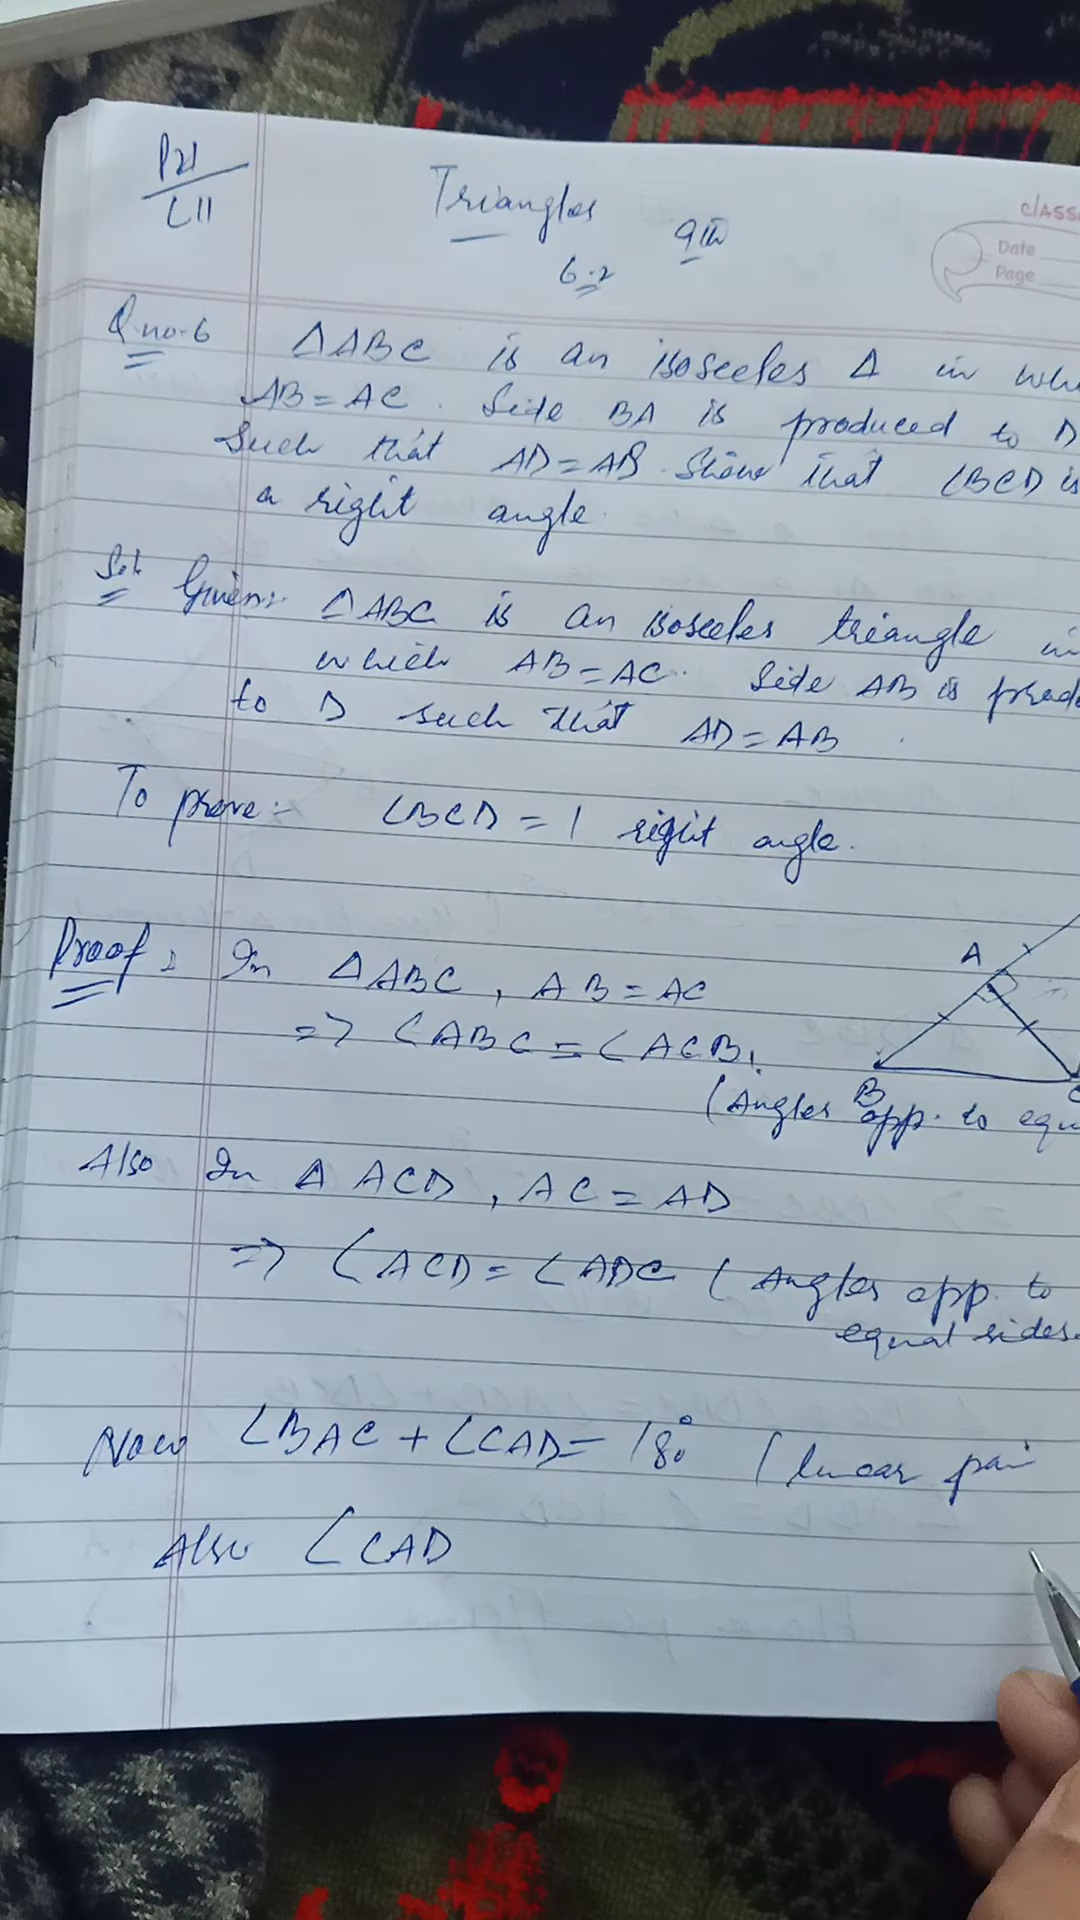 Triangles
9th
6.2
CLASS
Date
Page
Q.no.6 ΔABC is an isosceles Δ in
AB=AC. Side BA is produced to D
Such that AD=AB. Show that ∠BCD is
a right angle.
Sol. Given:- ΔABC is an isosceles triangle in
which AB=AC. Side AB is
to D such that AD=AB.
To prove:- ∠BCD = 1 right angle.
Proof: In ΔABC, AB=AC
A
=> ∠ABC = ∠ACB.
B C
(Angles opp. to
Also In Δ ACD, AC=AD
=> ∠ACD = ∠ADC (Angles opp. to
equal sides.
Now ∠BAC + ∠CAD = 180° (linear pair
Also ∠CAD